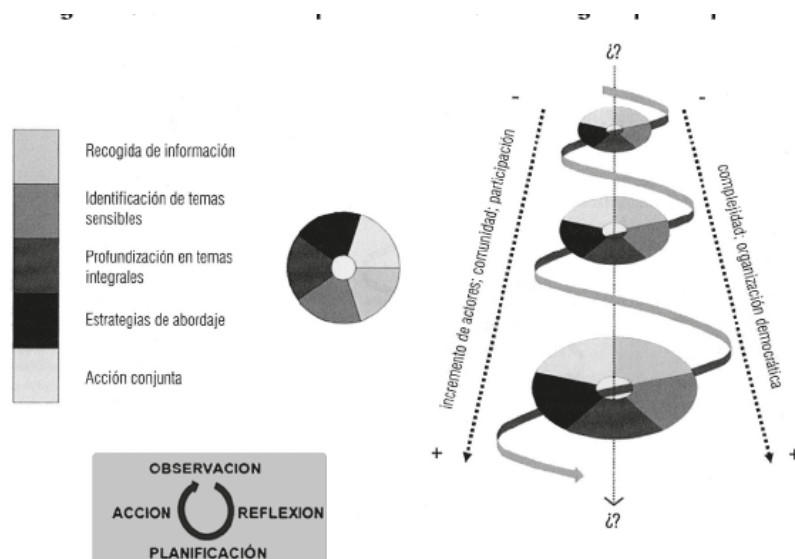 Recogida de información
Identificación de temas
sensibles
Profundización en temas
integrales
Estrategias de abordaje
Acción conjunta
OBSERVACION
ACCION
REFLEXION
PLANIFICACIÓN
¿?
-
-
incremento de actores; comunidad; participación
complejidad; organización democrática
+
+
¿?